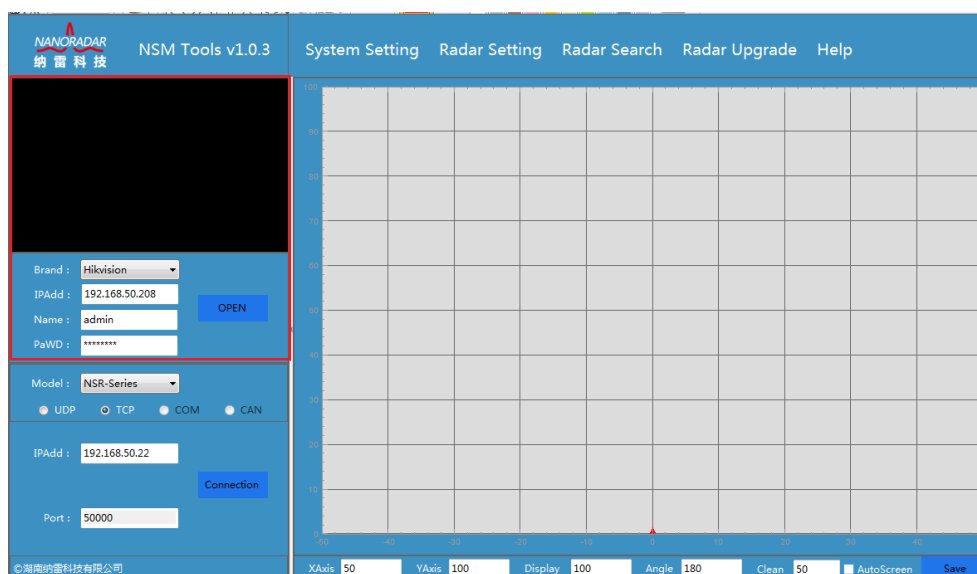 NANORADAR
纳雷科技
NSM Tools v1.0.3
System Setting Radar Setting Radar Search Radar Upgrade Help
Brand : Hikvision
IPAdd : 192.168.50.208
OPEN
Name : admin
PaWD : ********
Model : NSR-Series
UDP TCP COM CAN
IPAdd : 192.168.50.22
Connection
Port : 50000
©湖南纳雷科技有限公司
100
90
80
70
60
50
40
30
20
10
0
-50 -40 -30 -20 -10 0 10 20 30 40
XAxis 50 YAxis 100 Display 100 Angle 180 Clean 50 AutoScreen Save